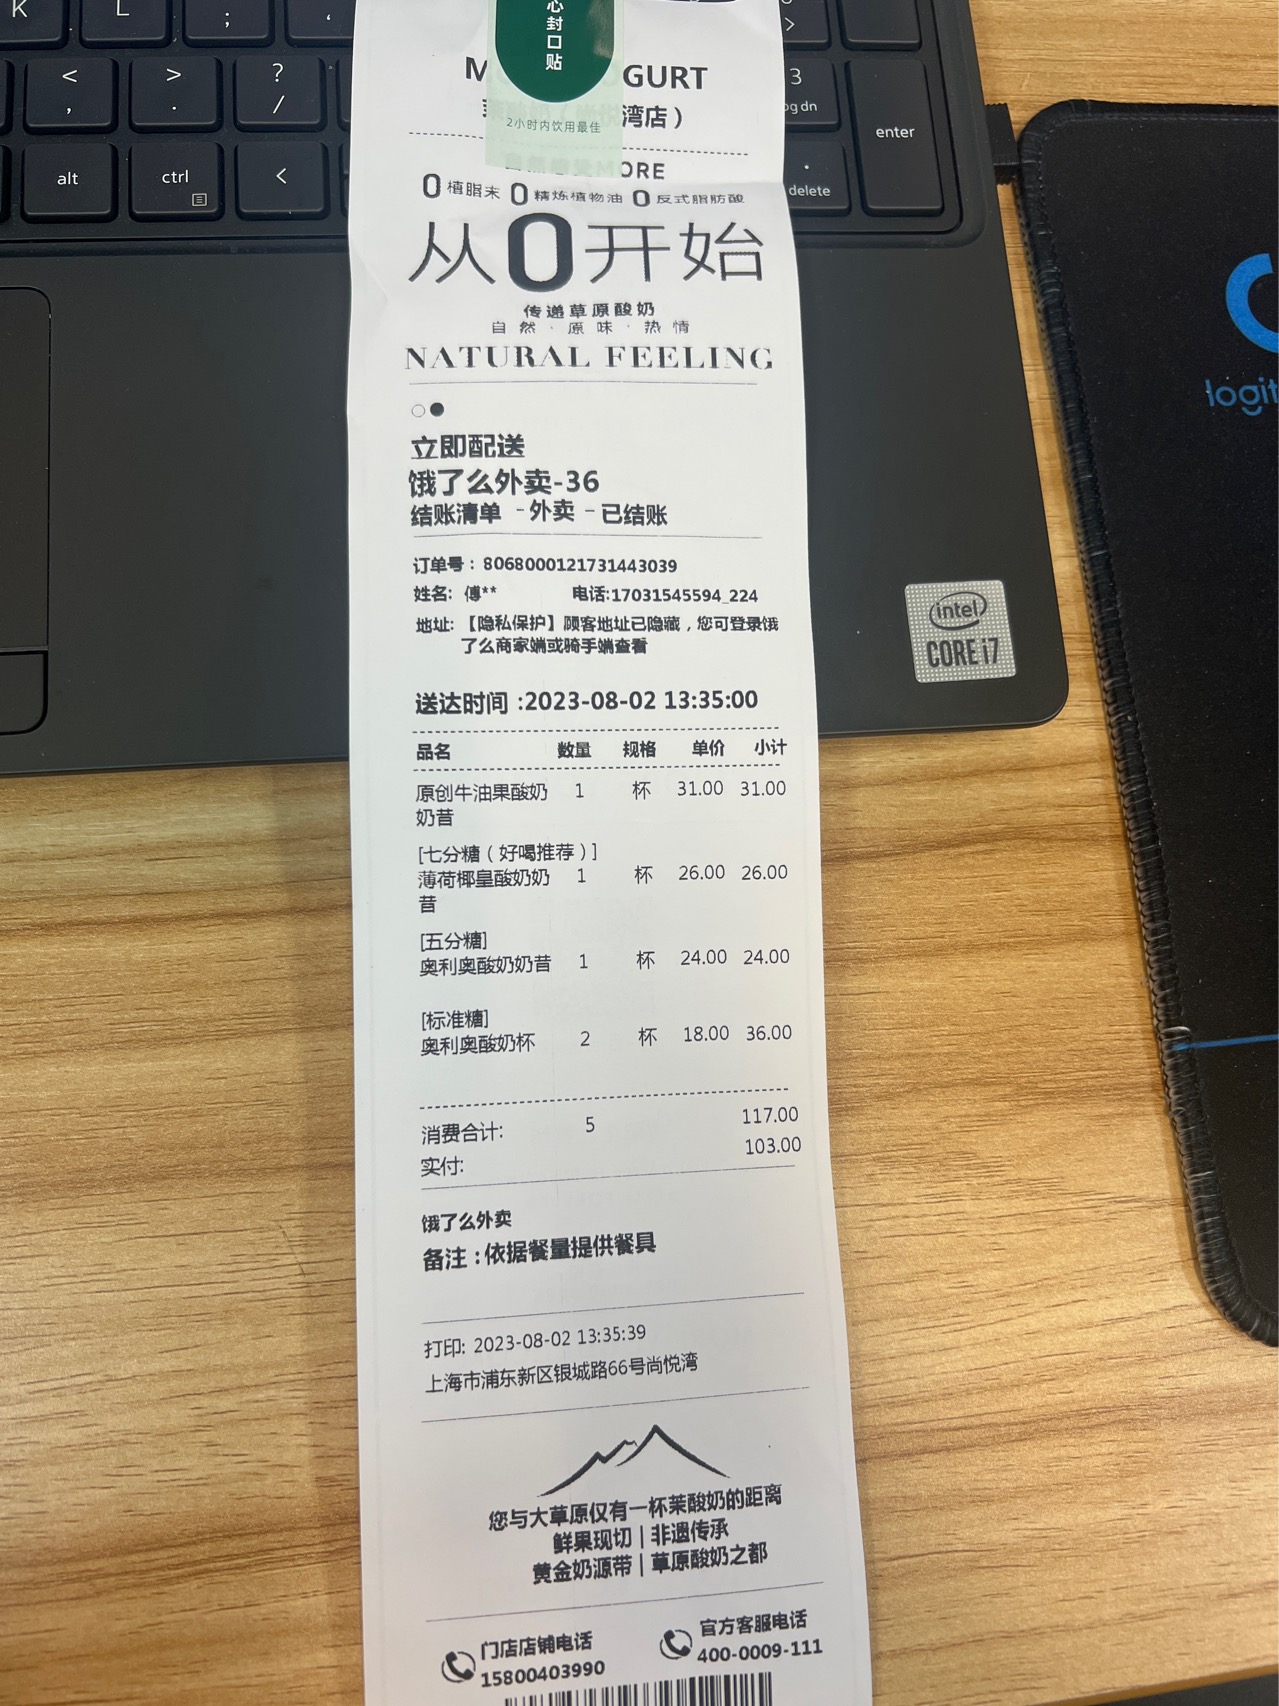 K
L
;
‘
<
,
>
.
?
/
3
pg dn
enter
alt
ctrl
<
.
delete
心封口贴
2小时内饮用最佳
GURT
湾店）
MORE
0植脂末 0精炼植物油 0反式脂肪酸
从0开始
传递草原酸奶
自然·原味·热情
NATURAL FEELING
立即配送
饿了么外卖-36
结账清单 -外卖 -已结账
订单号：8068000121731443039
姓名: 傅** 电话:17031545594_224
地址: 【隐私保护】顾客地址已隐藏，您可登录饿
了么商家端或骑手端查看
送达时间 :2023-08-02 13:35:00
品名 数量 规格 单价 小计
原创牛油果酸奶 1 杯 31.00 31.00
奶昔
[七分糖（好喝推荐）]
薄荷椰皇酸奶奶 1 杯 26.00 26.00
昔
[五分糖]
奥利奥酸奶奶昔 1 杯 24.00 24.00
[标准糖]
奥利奥酸奶杯 2 杯 18.00 36.00
消费合计: 5 117.00
实付: 103.00
饿了么外卖
备注：依据餐量提供餐具
打印: 2023-08-02 13:35:39
上海市浦东新区银城路66号尚悦湾
您与大草原仅有一杯茉酸奶的距离
鲜果现切 | 非遗传承
黄金奶源带 | 草原酸奶之都
门店店铺电话
15800403990
官方客服电话
400-0009-111
intel
CORE i7
logit